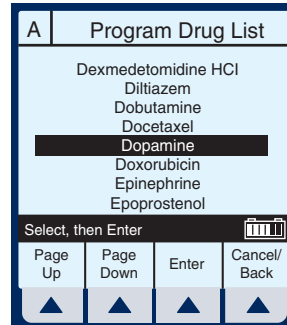 A Program Drug List
Dexmedetomidine HCI
Diltiazem
Dobutamine
Docetaxel
Dopamine
Doxorubicin
Epinephrine
Epoprostenol
Select, then Enter
Page Up Page Down Enter Cancel/ Back